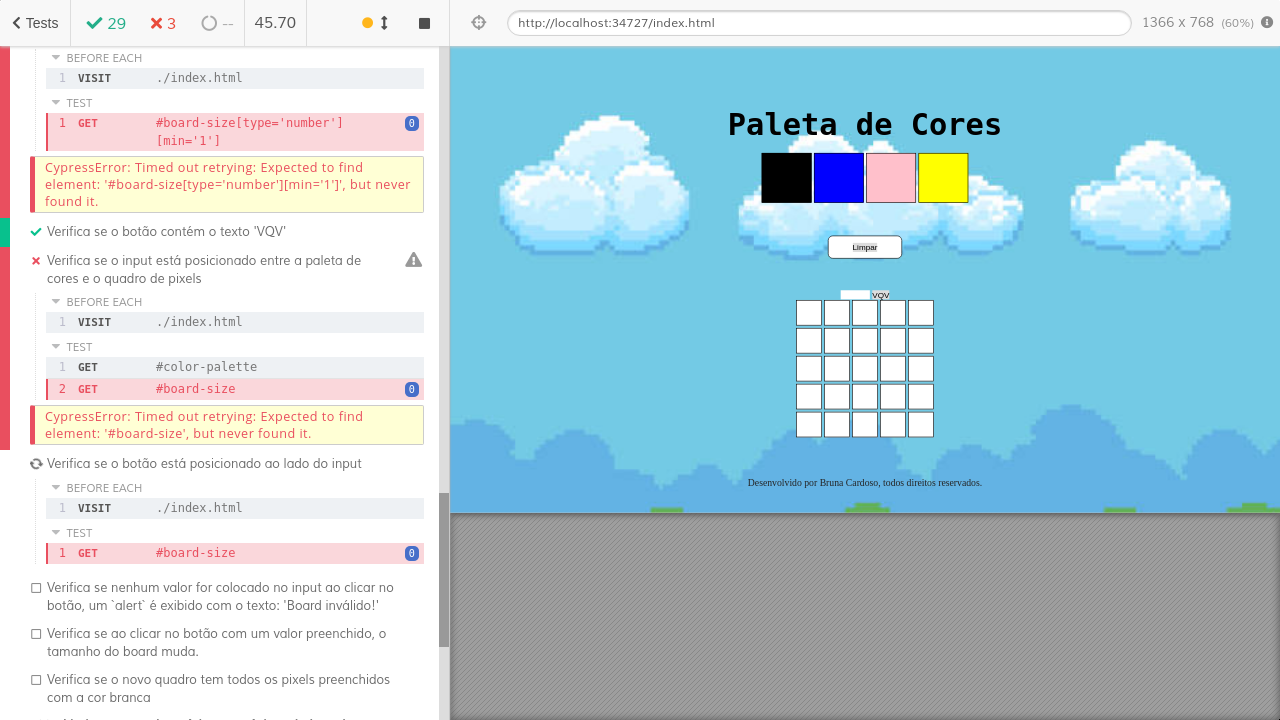 Tests 29 3 -- 45.70 http://localhost:34727/index.html 1366 x 768 (60%)
BEFORE EACH
1 VISIT ./index.html
TEST
1 GET #board-size[type='number']
[min='1'] 0
CypressError: Timed out retrying: Expected to find
element: '#board-size[type='number'][min='1']', but never
found it.
Verifica se o botão contém o texto 'VQV'
Verifica se o input está posicionado entre a paleta de
cores e o quadro de pixels
BEFORE EACH
1 VISIT ./index.html
TEST
1 GET #color-palette
2 GET #board-size 0
CypressError: Timed out retrying: Expected to find
element: '#board-size', but never found it.
Verifica se o botão está posicionado ao lado do input
BEFORE EACH
1 VISIT ./index.html
TEST
1 GET #board-size 0
Verifica se nenhum valor for colocado no input ao clicar no
botão, um `alert` é exibido com o texto: 'Board inválido!'
Verifica se ao clicar no botão com um valor preenchido, o
tamanho do board muda.
Verifica se o novo quadro tem todos os pixels preenchidos
com a cor branca
Paleta de Cores
Limpar
VQV
Desenvolvido por Bruna Cardoso, todos direitos reservados.